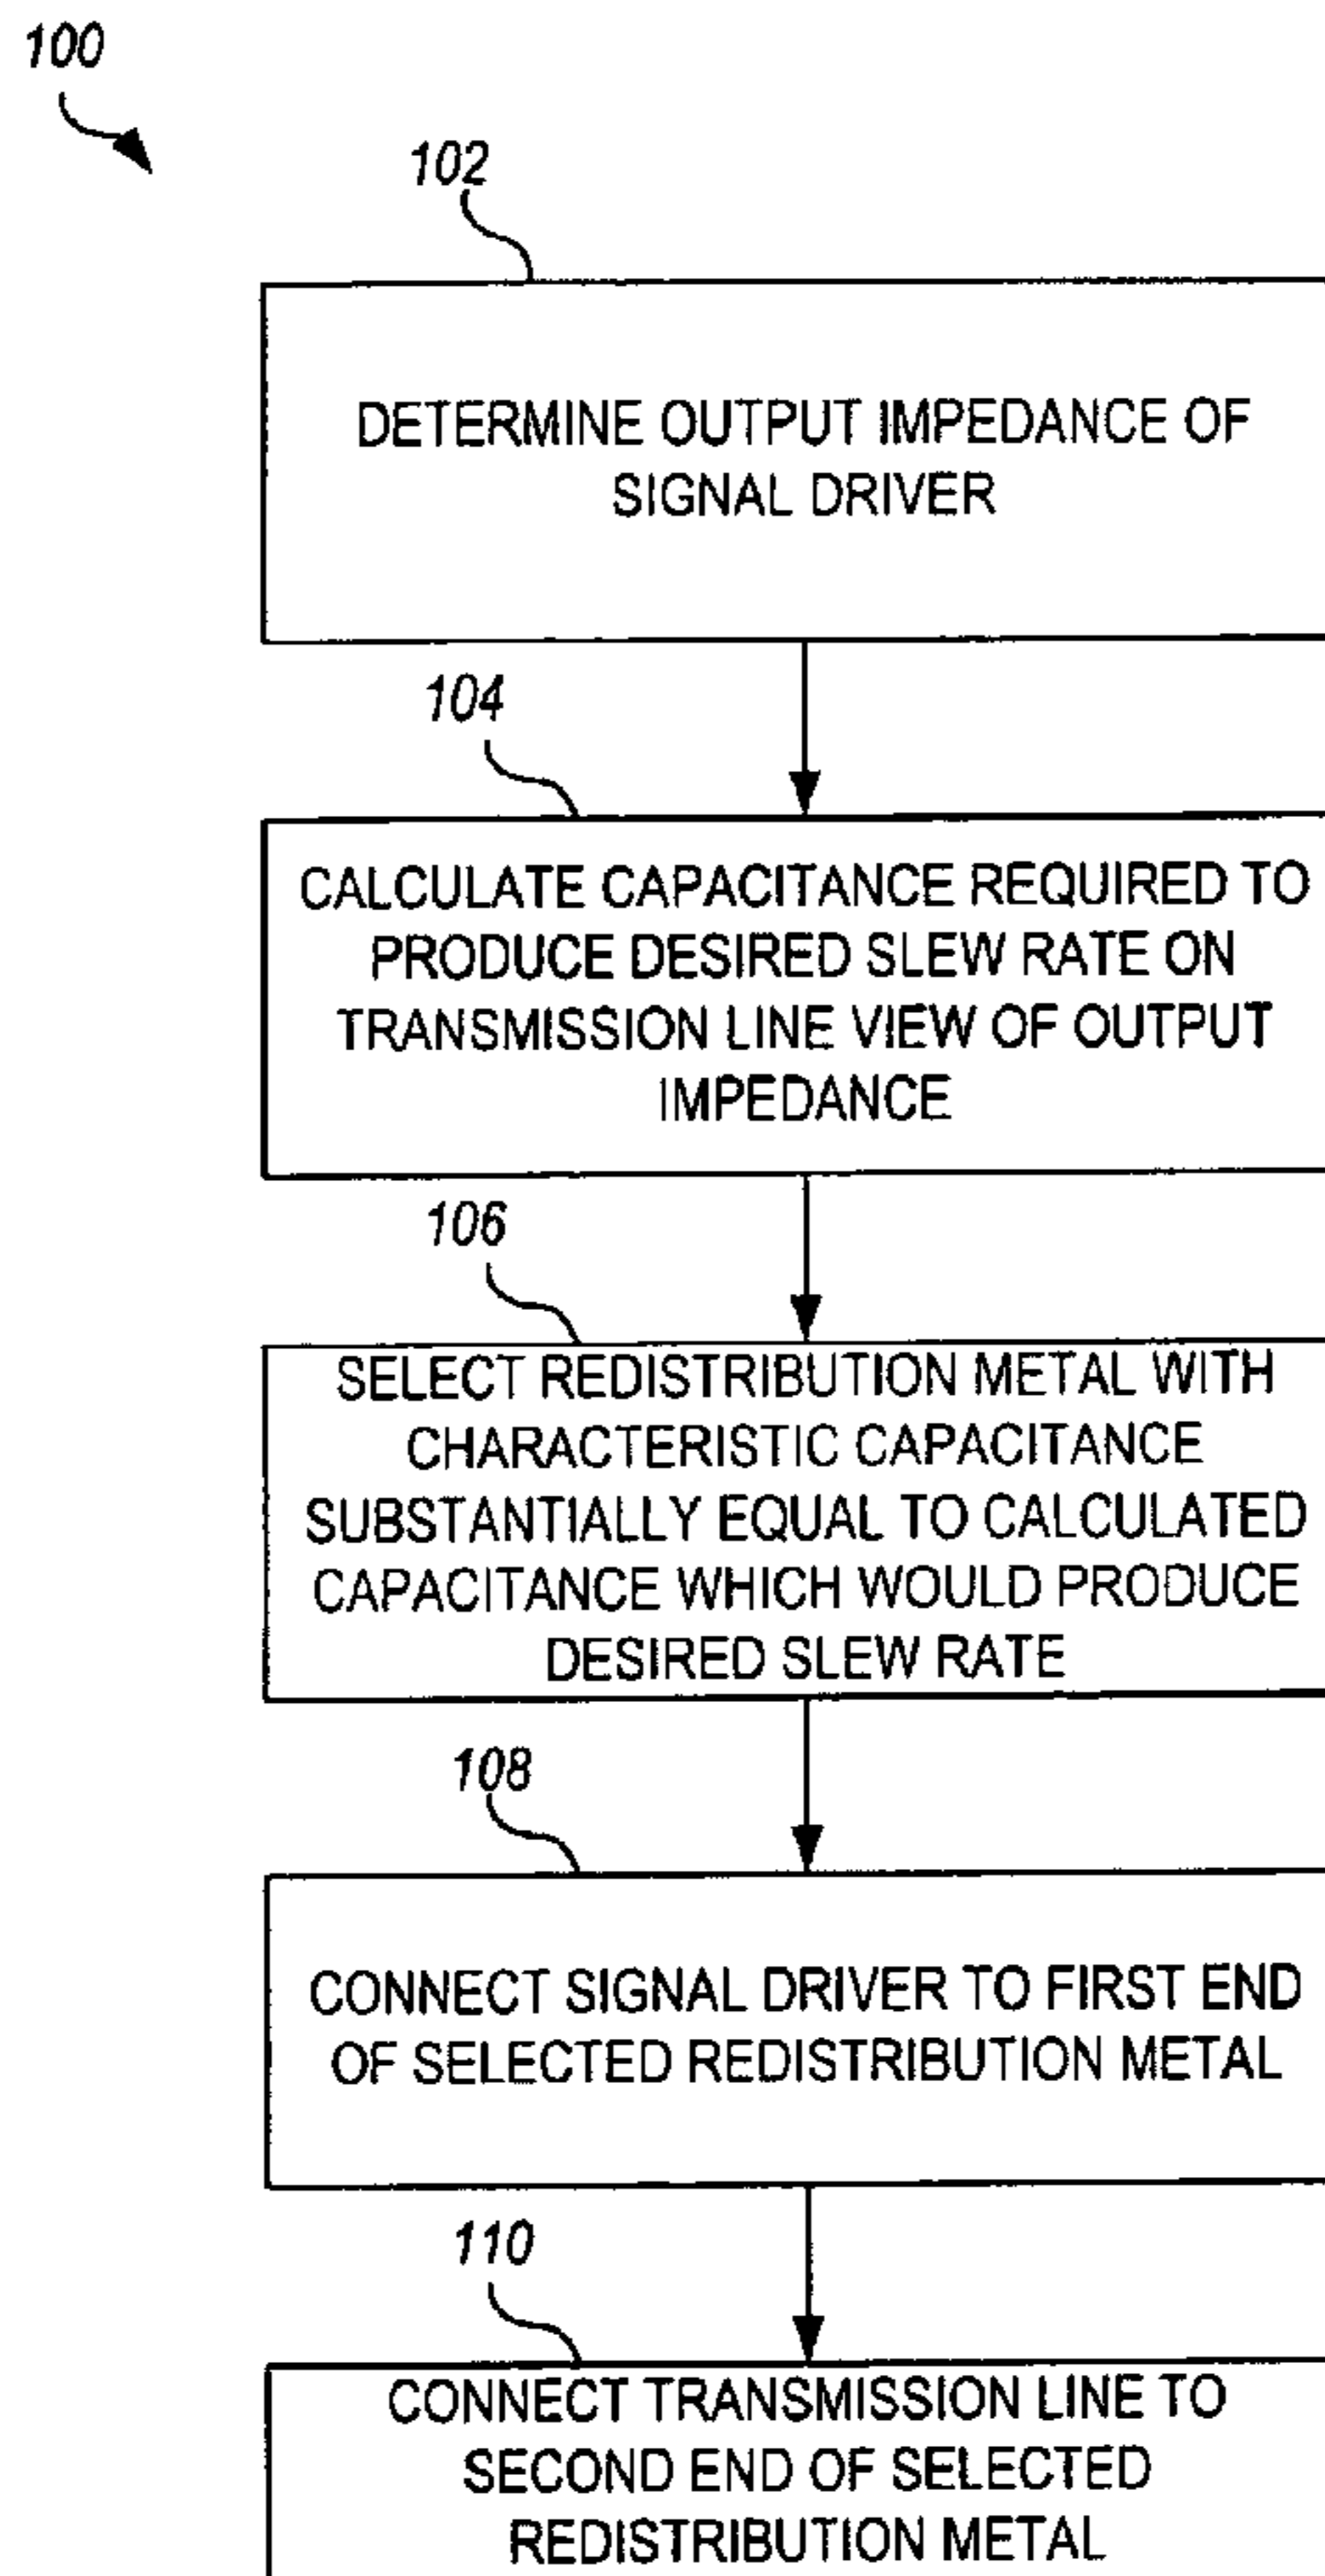 100
102
DETERMINE OUTPUT IMPEDANCE OF
SIGNAL DRIVER
104
CALCULATE CAPACITANCE REQUIRED TO
PRODUCE DESIRED SLEW RATE ON
TRANSMISSION LINE VIEW OF OUTPUT
IMPEDANCE
106
SELECT REDISTRIBUTION METAL WITH
CHARACTERISTIC CAPACITANCE
SUBSTANTIALLY EQUAL TO CALCULATED
CAPACITANCE WHICH WOULD PRODUCE
DESIRED SLEW RATE
108
CONNECT SIGNAL DRIVER TO FIRST END
OF SELECTED REDISTRIBUTION METAL
110
CONNECT TRANSMISSION LINE TO
SECOND END OF SELECTED
REDISTRIBUTION METAL